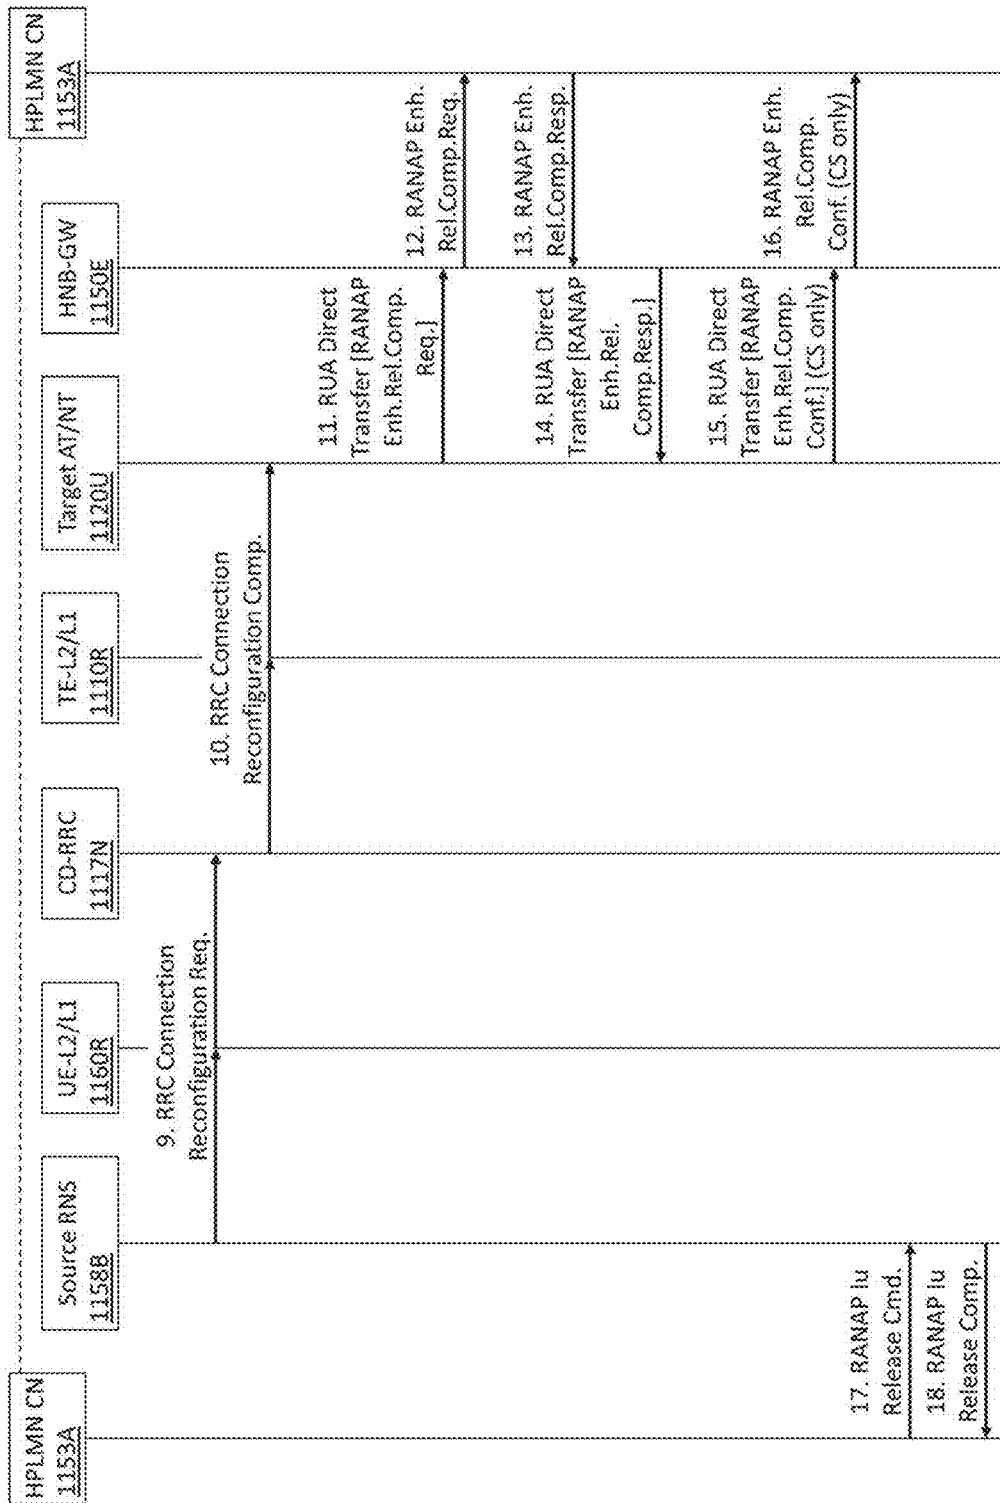 HPLMN CN
1153A
Source RNS
1158B
UE-L2/L1
1160R
CD-RRC
1117N
TE-L2/L1
1110R
Target AT/NT
1120U
HNB-GW
1150E
HPLMN CN
1153A
9. RRC Connection
Reconfiguration Req.
10. RRC Connection
Reconfiguration Comp.
11. RUA Direct
Transfer [RANAP
Enh.Rel.Comp.
Req.]
12. RANAP Enh.
Rel.Comp.Req.
13. RANAP Enh.
Rel.Comp.Resp.
14. RUA Direct
Transfer [RANAP
Enh.Rel.
Comp.Resp.]
15. RUA Direct
Transfer [RANAP
Enh.Rel.Comp.
Conf.] (CS only)
16. RANAP Enh.
Rel.Comp.
Conf. (CS only)
17. RANAP Iu
Release Cmd.
18. RANAP Iu
Release Comp.